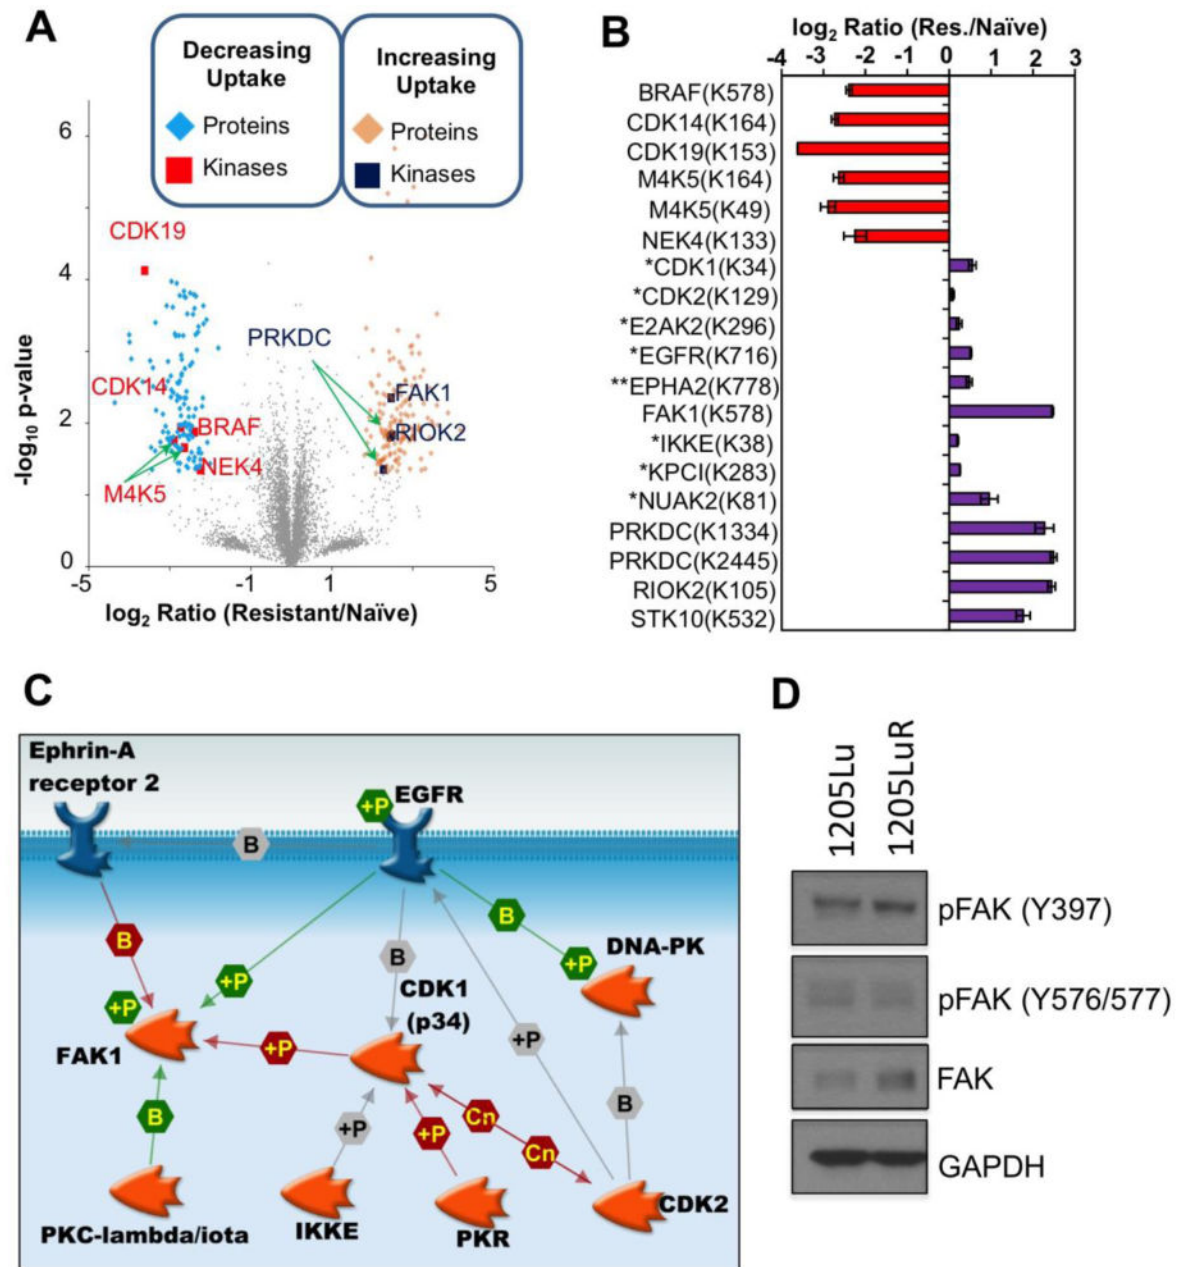 A
Decreasing
Uptake
Proteins
Kinases
Increasing
Uptake
Proteins
Kinases
6
4
2
0
-log10 p-value
CDK19
CDK14
BRAF
NEK4
M4K5
PRKDC
FAK1
RIOK2
-5 -1 1 5
log2 Ratio (Resistant/Naïve)
B
log2 Ratio (Res./Naïve)
-4 -3 -2 -1 0 1 2 3
BRAF(K578)
CDK14(K164)
CDK19(K153)
M4K5(K164)
M4K5(K49)
NEK4(K133)
*CDK1(K34)
*CDK2(K129)
*E2AK2(K296)
*EGFR(K716)
**EPHA2(K778)
FAK1(K578)
*IKKE(K38)
*KPCI(K283)
*NUAK2(K81)
PRKDC(K1334)
PRKDC(K2445)
RIOK2(K105)
STK10(K532)
C
Ephrin-A
receptor 2
+P EGFR
B
B
B
+P
DNA-PK
B
+P
CDK1
(p34)
+P
FAK1
+P
+P
B
+P
+P
Cn
Cn
B
PKC-lambda/iota
IKKE
PKR
CDK2
D
1205Lu
1205LuR
pFAK (Y397)
pFAK (Y576/577)
FAK
GAPDH